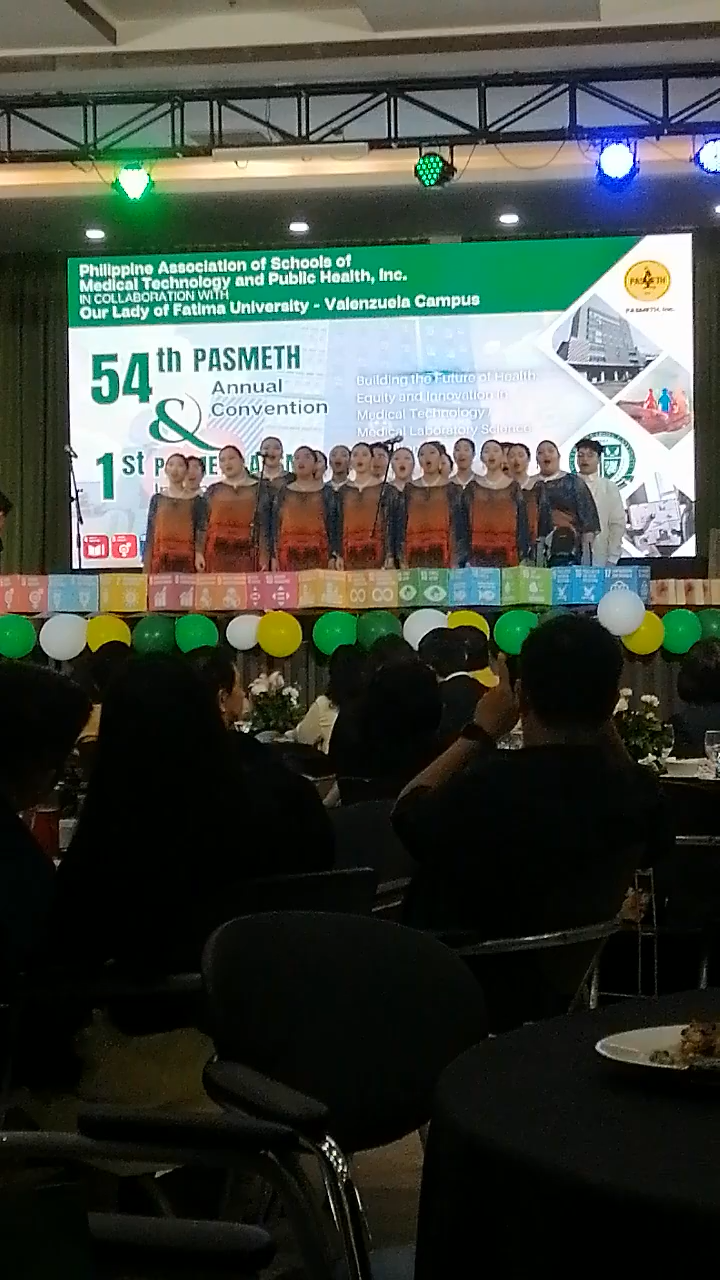 Philippine Association of Schools of
Medical Technology and Public Health, Inc.
IN COLLABORATION WITH
Our Lady of Fatima University - Valenzuela Campus
PASMETH
PASMETH, Inc.
54th PASMETH
Annual
&
Convention
Building the Future of Health:
Equity and Innovation in
Medical Technology/
Medical Laboratory Science
1st